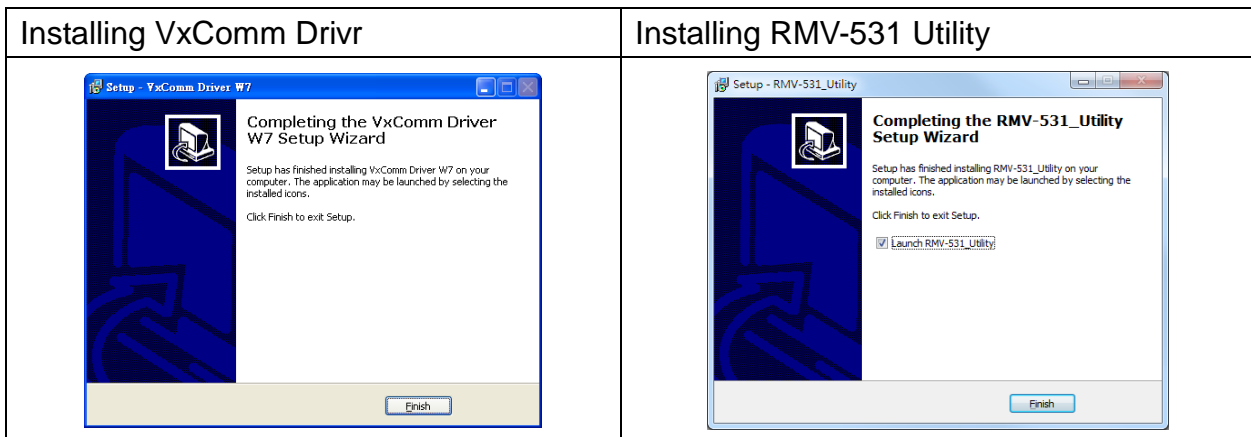 Installing VxComm Drivr
Installing RMV-531 Utility
Setup - VxComm Driver W7
Completing the VxComm Driver
W7 Setup Wizard
Setup has finished installing VxComm Driver W7 on your
computer. The application may be launched by selecting the
installed icons.
Click Finish to exit Setup.
Finish
Setup - RMV-531_Utility
Completing the RMV-531_Utility
Setup Wizard
Setup has finished installing RMV-531_Utility on your
computer. The application may be launched by selecting the
installed icons.
Click Finish to exit Setup.
Launch RMV-531_Utility
Finish